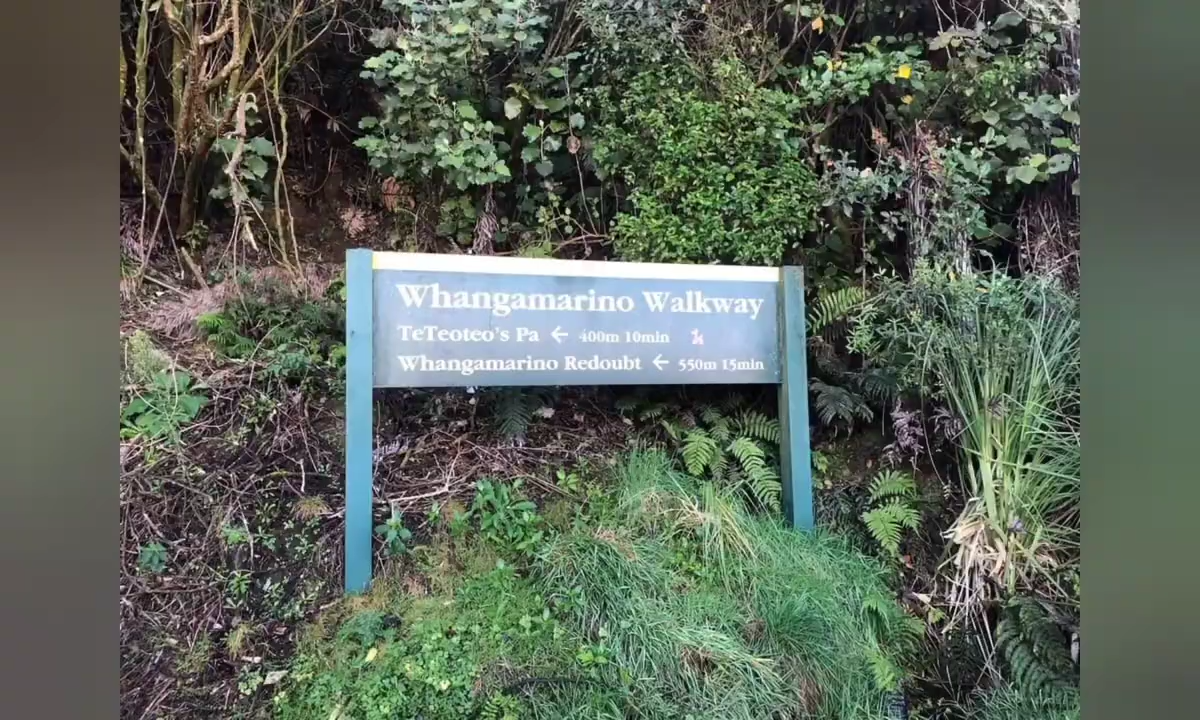 Whangamarino Walkway
TeTeoteo's Pa ← 400m 10min
Whangamarino Redoubt ← 550m 15min